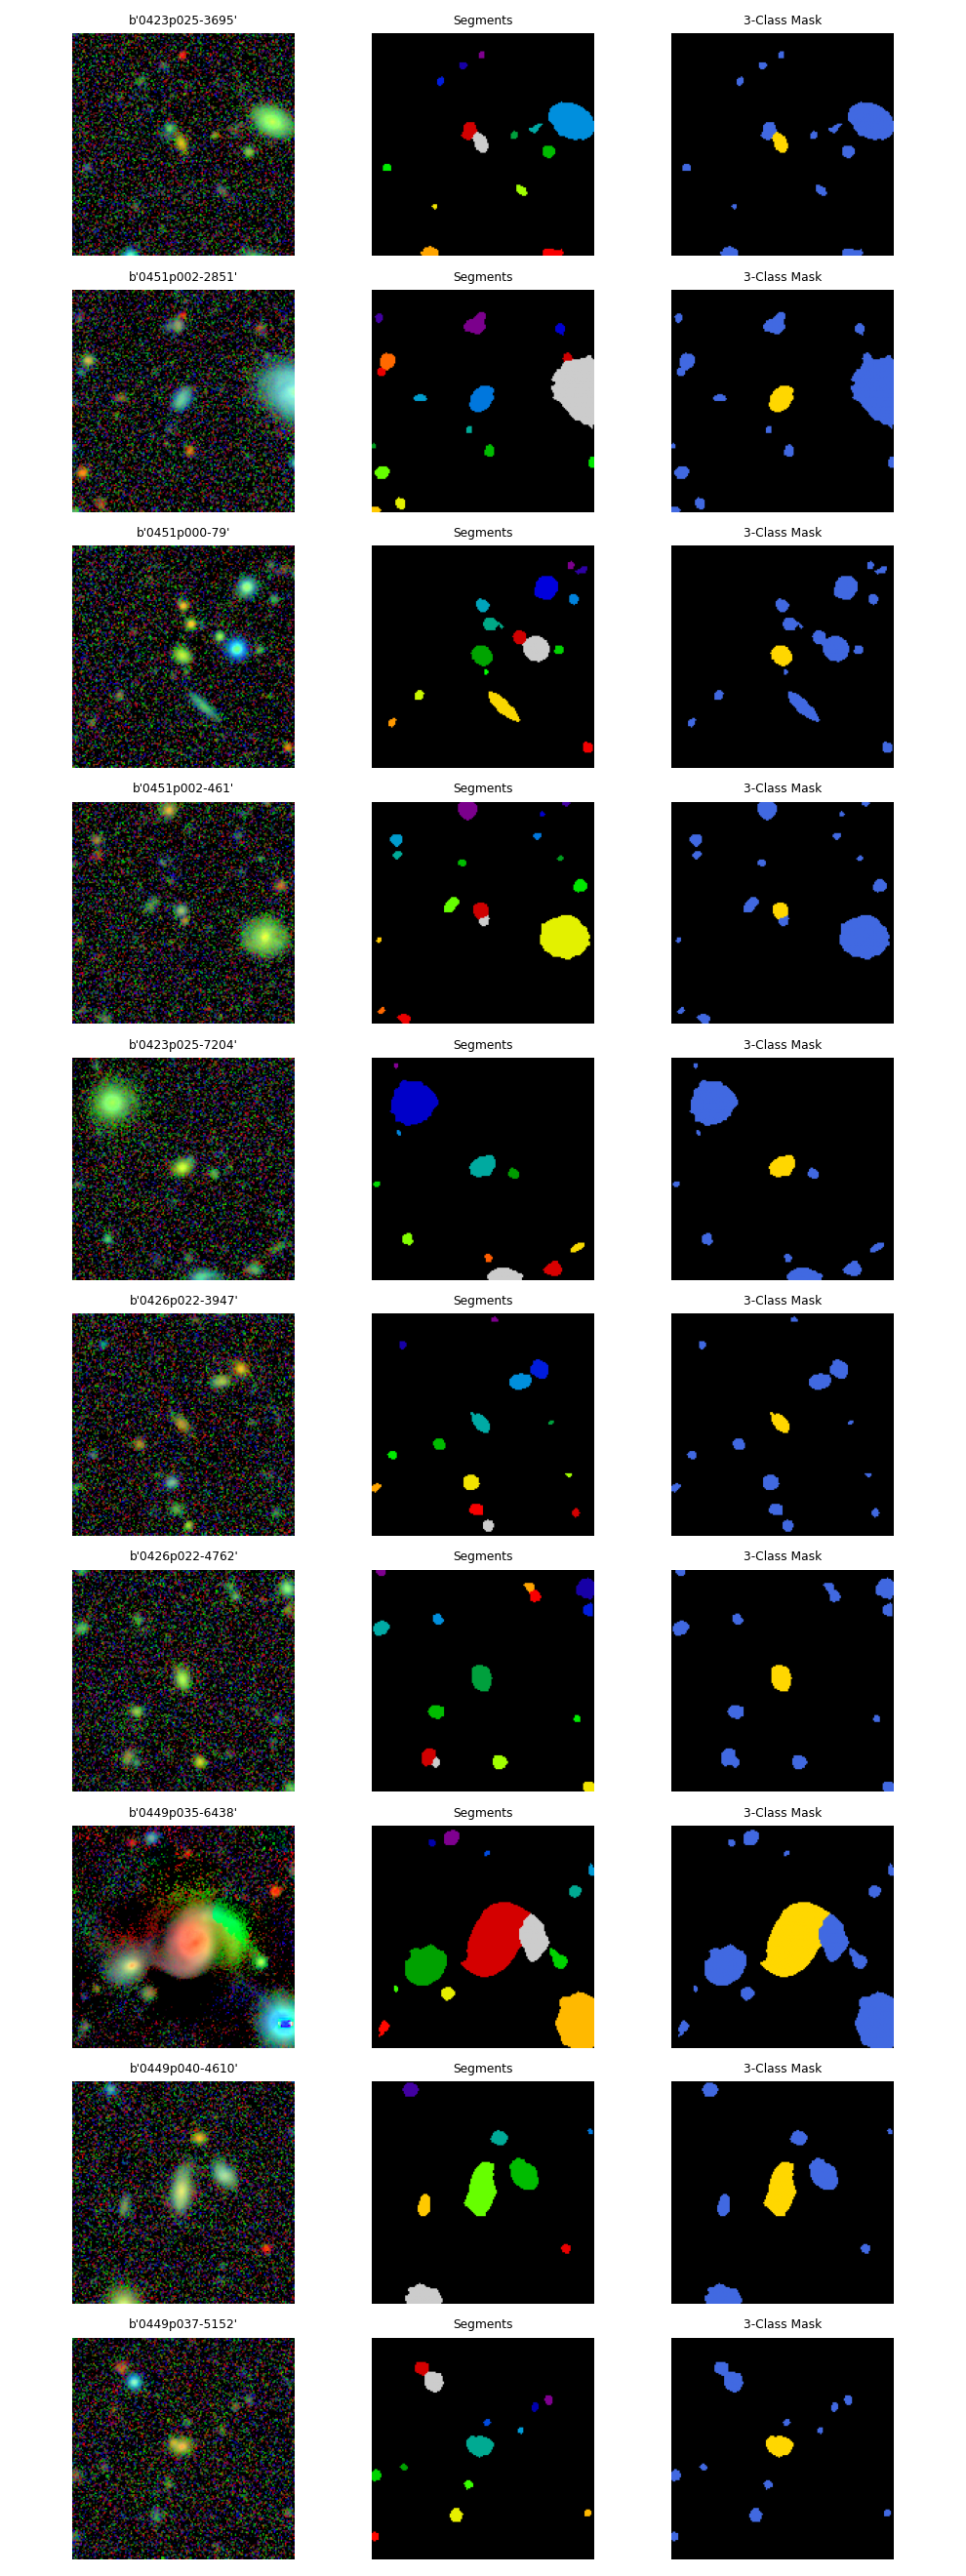 b'0423p025-3695' Segments 3-Class Mask
b'0451p002-2851' Segments 3-Class Mask
b'0451p000-79' Segments 3-Class Mask
b'0451p002-461' Segments 3-Class Mask
b'0423p025-7204' Segments 3-Class Mask
b'0426p022-3947' Segments 3-Class Mask
b'0426p022-4762' Segments 3-Class Mask
b'0449p035-6438' Segments 3-Class Mask
b'0449p040-4610' Segments 3-Class Mask
b'0449p037-5152' Segments 3-Class Mask